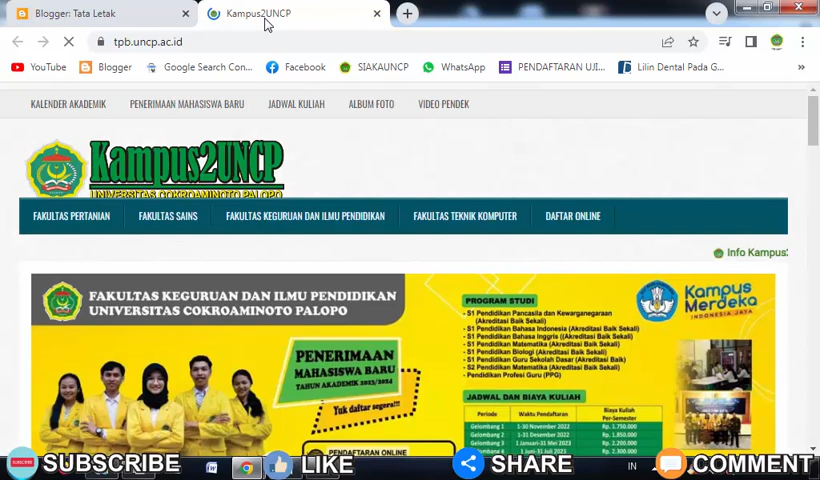 Blogger: Tata Letak
Kampus2UNCP
tpb.uncp.ac.id
YouTube
Blogger
Google Search Con...
Facebook
SIAKAUNCP
WhatsApp
PENDAFTARAN UJI...
Lilin Dental Pada G...
KALENDER AKADEMIK
PENERIMAAN MAHASISWA BARU
JADWAL KULIAH
ALBUM FOTO
VIDEO PENDEK
Kampus2UNCP
UNIVERSITAS COKROAMINOTO PALOPO
FAKULTAS PERTANIAN
FAKULTAS SAINS
FAKULTAS KEGURUAN DAN ILMU PENDIDIKAN
FAKULTAS TEKNIK KOMPUTER
DAFTAR ONLINE
Info Kampus2
FAKULTAS KEGURUAN DAN ILMU PENDIDIKAN
UNIVERSITAS COKROAMINOTO PALOPO
PENERIMAAN
MAHASISWA BARU
TAHUN AKADEMIK 2023/2024
Yuk daftar segera!!!
PENDAFTARAN ONLINE
PROGRAM STUDI
- S1 Pendidikan Pancasila dan Kewarganegaraan
(Akreditasi Baik Sekali)
- S1 Pendidikan Bahasa Indonesia (Akreditasi Baik Sekali)
- S1 Pendidikan Bahasa Inggris ((Akreditasi Baik Sekali)
- S1 Pendidikan Matematika (Akreditasi Baik Sekali)
- S1 Pendidikan Biologi (Akreditasi Baik Sekali)
- S1 Pendidikan Guru Sekolah Dasar (Akreditasi Baik)
- S2 Pendidikan Matematika (Akreditasi Baik Sekali)
- Pendidikan Profesi Guru (PPG)
JADWAL DAN BIAYA KULIAH
Periode Waktu Pendaftaran Biaya Kuliah Per-Semester
Gelombang 1 1-30 November 2022 Rp. 1.750.000
Gelombang 2 1-31 Desember 2022 Rp. 1.850.000
Gelombang 3 1 Januari-31 Mei 2023 Rp. 2.200.000
Rp. 2.300.000
Kampus
Merdeka
INDONESIA JAYA
SUBSCRIBE
LIKE
SHARE
COMMENT
IN